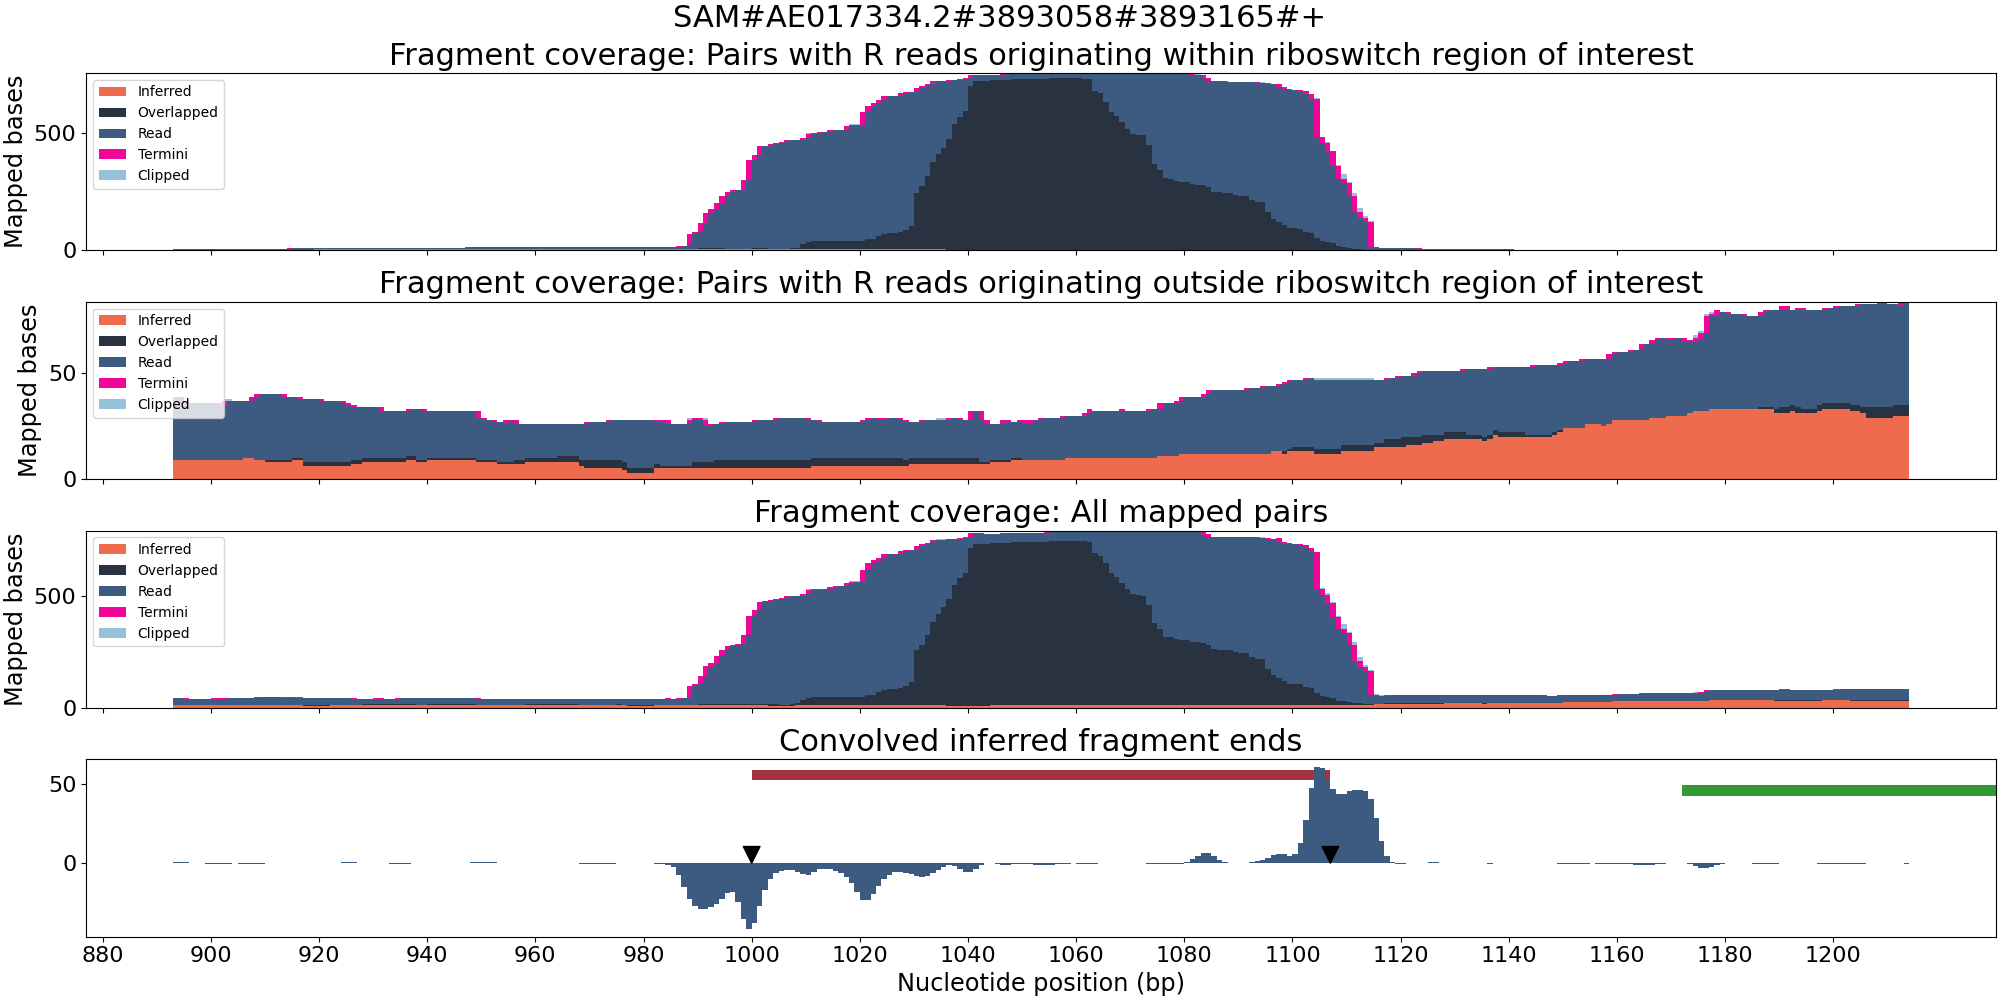 SAM#AE017334.2#3893058#3893165#+
Fragment coverage: Pairs with R reads originating within riboswitch region of interest
Mapped bases
500
0
Inferred
Overlapped
Read
Termini
Clipped
Fragment coverage: Pairs with R reads originating outside riboswitch region of interest
Mapped bases
50
0
Inferred
Overlapped
Read
Termini
Clipped
Fragment coverage: All mapped pairs
Mapped bases
500
0
Inferred
Overlapped
Read
Termini
Clipped
Convolved inferred fragment ends
50
0
880 900 920 940 960 980 1000 1020 1040 1060 1080 1100 1120 1140 1160 1180 1200
Nucleotide position (bp)